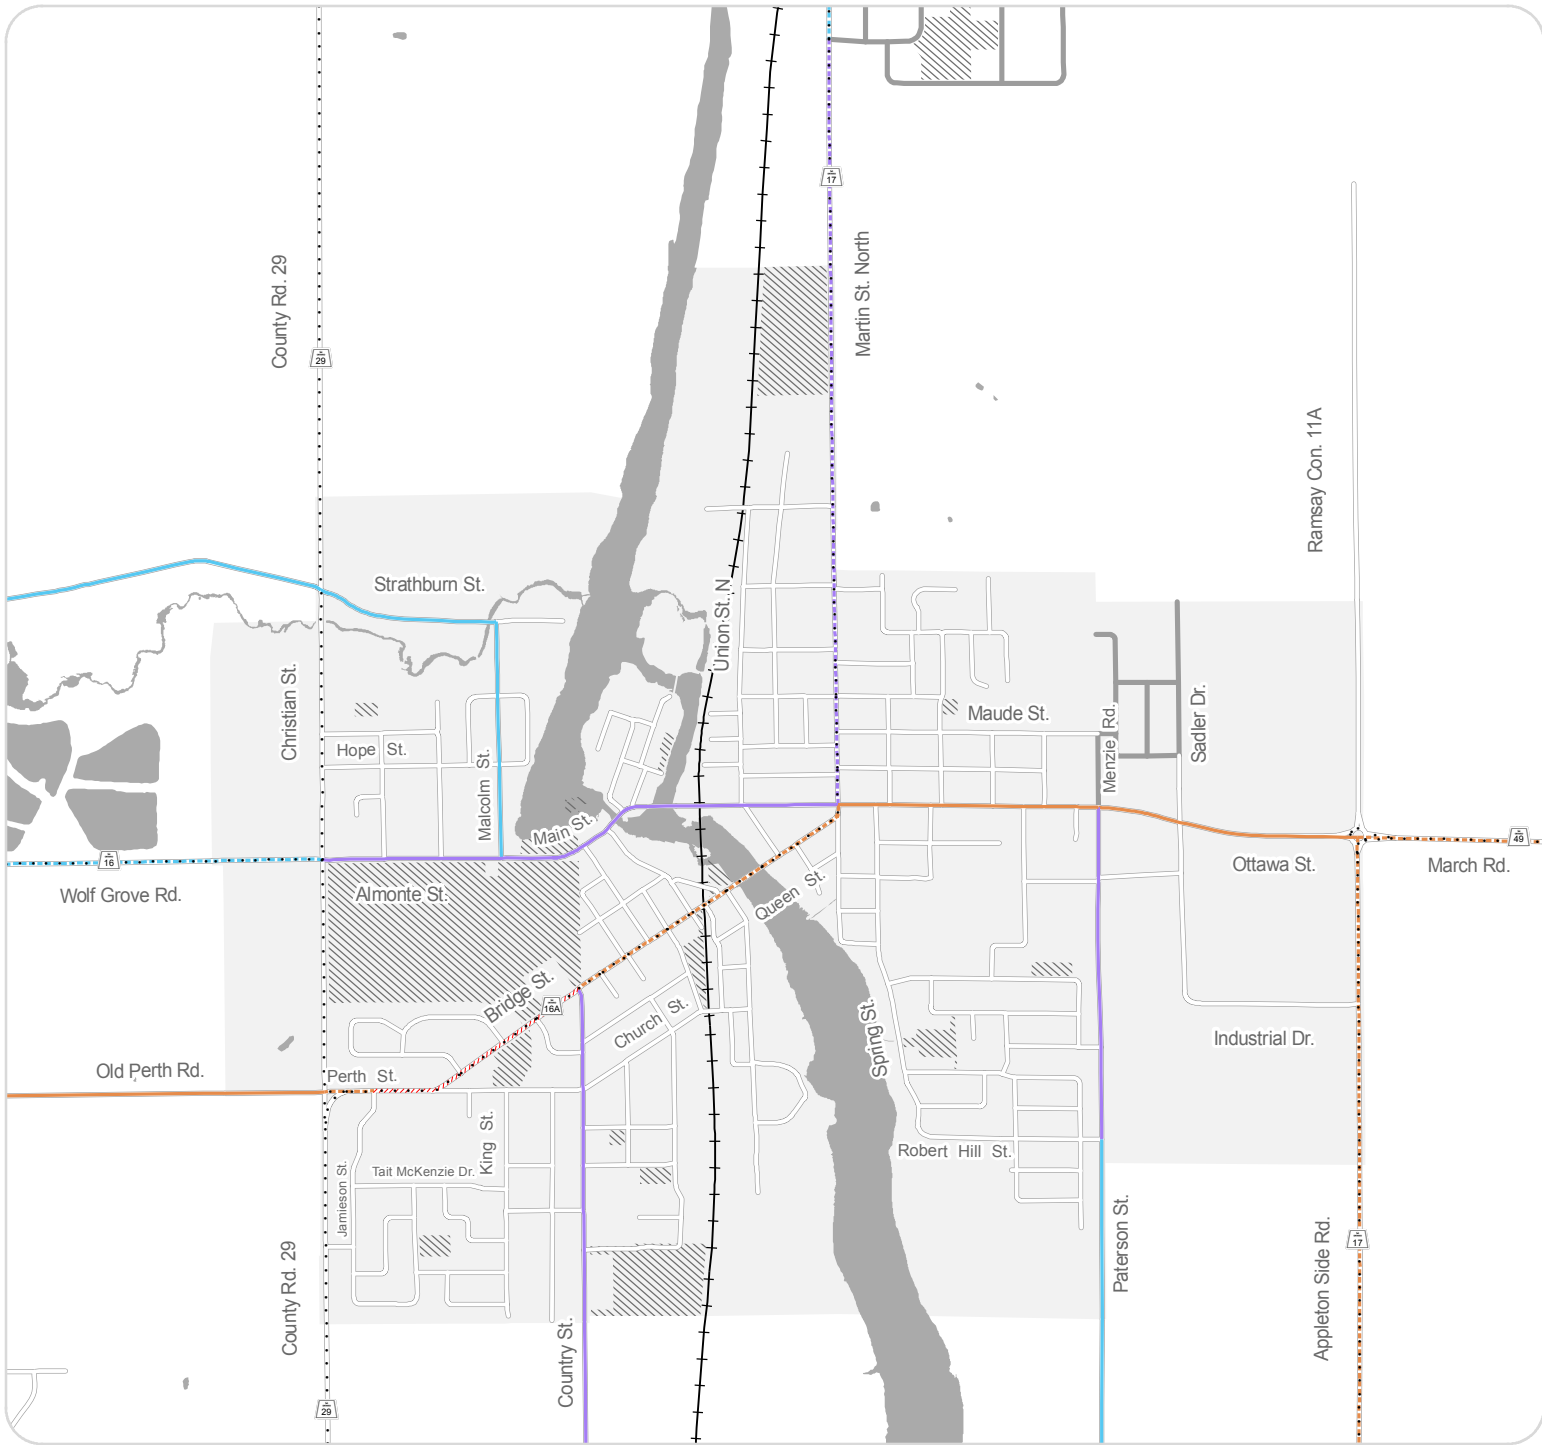 17
County Rd. 29
Martin St. North
29
Ramsay Con. 11A
Strathburn St.
Union St. N.
Christian St.
Maude St.
Menzie Rd.
Sadler Dr.
Hope St.
Malcolm St.
Main St.
49
16
Ottawa St.
March Rd.
Wolf Grove Rd.
Almonte St.
Queen St.
Bridge St.
16A
Church St.
Spring St.
Industrial Dr.
Old Perth Rd.
Perth St.
King St.
Robert Hill St.
Tait McKenzie Dr.
Jamieson St.
Paterson St.
17
Appleton Side Rd.
County Rd. 29
Country St.
29